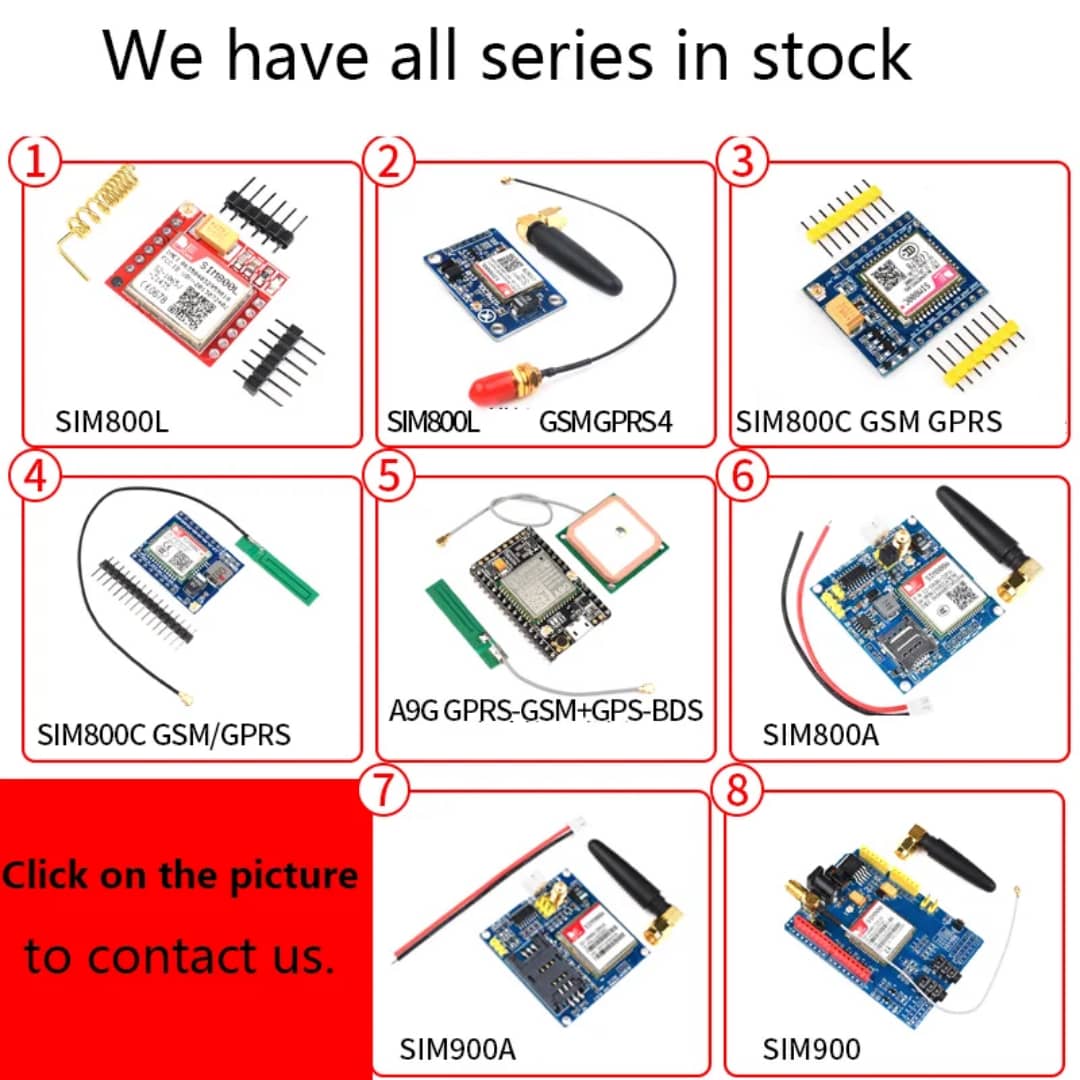 We have all series in stock
1
2
3
SIM800L
SIM800L GSMGPRS4
SIM800C GSM GPRS
4
5
6
SIM800C GSM/GPRS
A9G GPRS-GSM+GPS-BDS
SIM800A
Click on the picture
to contact us.
7
8
SIM900A
SIM900
SIM800L